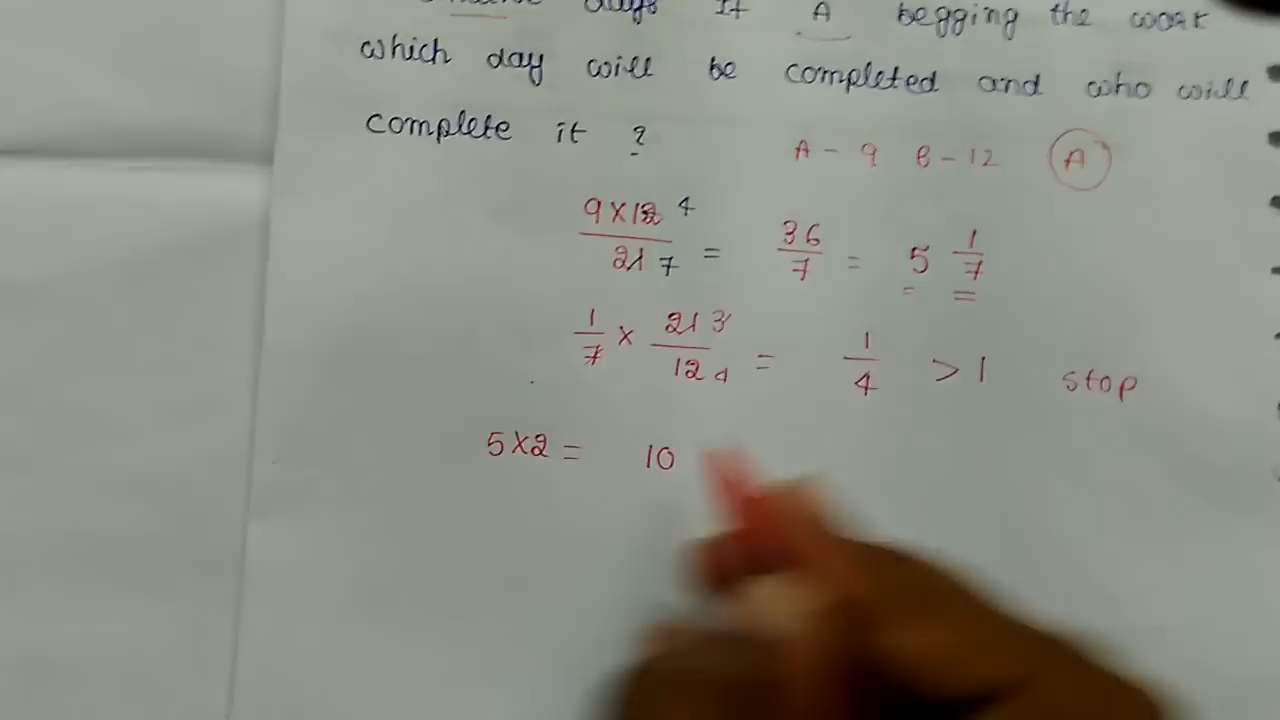 days If A begging the work
which day will be completed and who will
complete it ?
A - 9 B - 12 A
9 X 12 4
21 7 = 36/7 = 5 1/7
1/7 x 21 3/12 4 = 1/4 > 1 stop
5 X 2 = 10